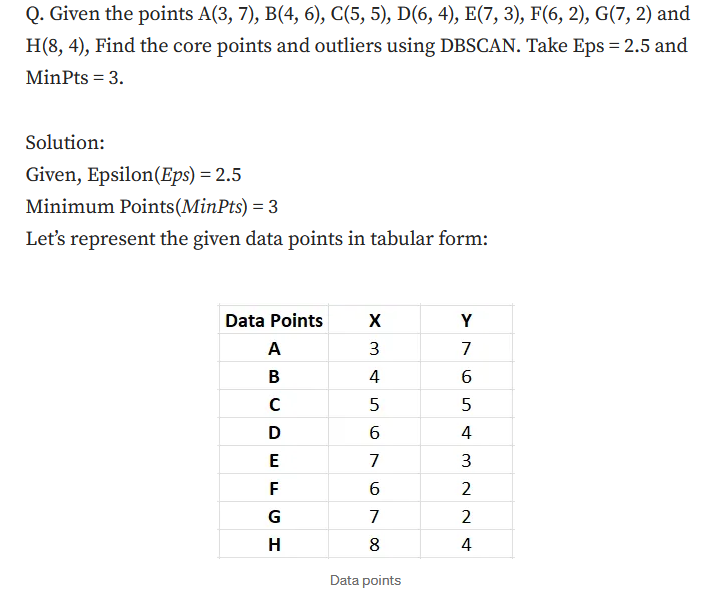 Q. Given the points A(3, 7), B(4, 6), C(5, 5), D(6, 4), E(7, 3), F(6, 2), G(7, 2) and
H(8, 4), Find the core points and outliers using DBSCAN. Take Eps = 2.5 and
MinPts = 3.
Solution:
Given, Epsilon(Eps) = 2.5
Minimum Points(MinPts) = 3
Let’s represent the given data points in tabular form:
Data Points X Y
A 3 7
B 4 6
C 5 5
D 6 4
E 7 3
F 6 2
G 7 2
H 8 4
Data points